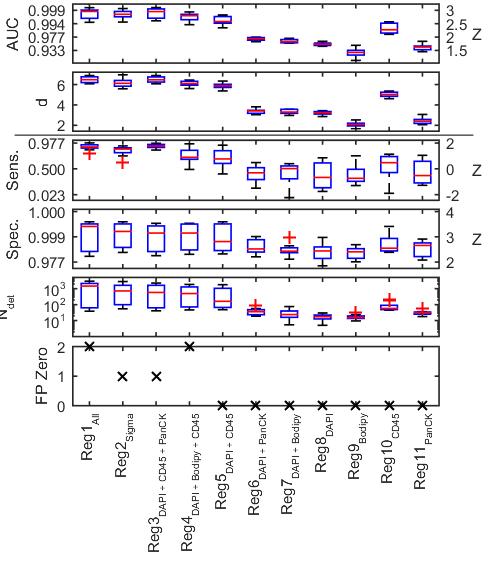 AUC
0.999
0.994
0.977
0.933
3
2.5
2
1.5
Z
d
6
4
2
Sens.
0.977
0.500
0.023
2
0
-2
Z
Spec.
1.000
0.999
0.977
4
3
2
Z
Ndel
10³
10²
10¹
FP Zero
2
1
0
Reg1All
Reg2Sigma
Reg3DAPI + CD45 + PanCK
Reg4DAPI + Bodipy + CD45
Reg5DAPI + CD45
Reg6DAPI + PanCK
Reg7DAPI + Bodipy
Reg8DAPI
Reg9Bodipy
Reg10CD45
Reg11PanCK